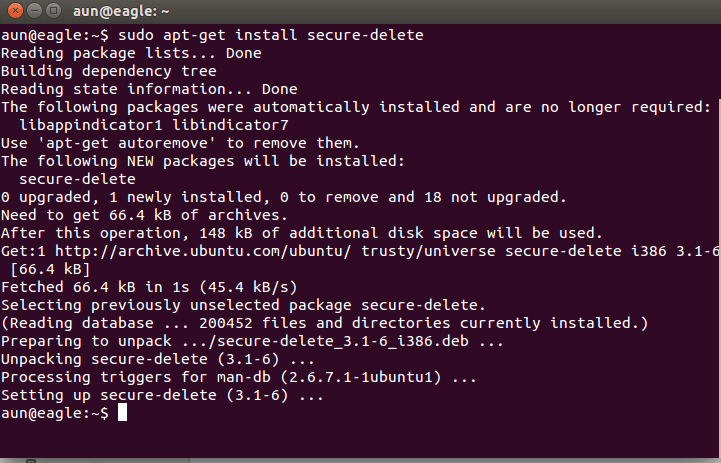 aun@eagle: ~
aun@eagle:~$ sudo apt-get install secure-delete
Reading package lists... Done
Building dependency tree
Reading state information... Done
The following packages were automatically installed and are no longer required:
  libappindicator1 libindicator7
Use 'apt-get autoremove' to remove them.
The following NEW packages will be installed:
  secure-delete
0 upgraded, 1 newly installed, 0 to remove and 18 not upgraded.
Need to get 66.4 kB of archives.
After this operation, 148 kB of additional disk space will be used.
Get:1 http://archive.ubuntu.com/ubuntu/ trusty/universe secure-delete i386 3.1-6
 [66.4 kB]
Fetched 66.4 kB in 1s (45.4 kB/s)
Selecting previously unselected package secure-delete.
(Reading database ... 200452 files and directories currently installed.)
Preparing to unpack .../secure-delete_3.1-6_i386.deb ...
Unpacking secure-delete (3.1-6) ...
Processing triggers for man-db (2.6.7.1-1ubuntu1) ...
Setting up secure-delete (3.1-6) ...
aun@eagle:~$